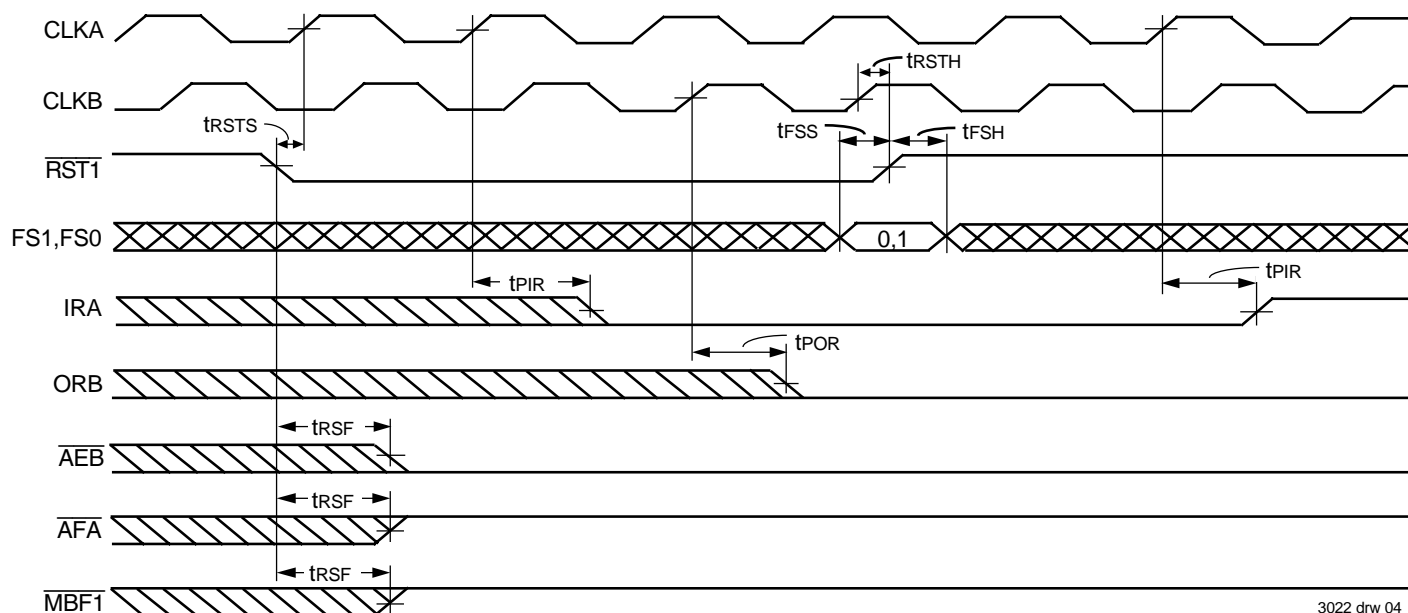 CLKA
tRSTH
CLKB
tRSTS
tFSS
tFSH
RST1
FS1,FS0
0,1
tPIR
tPIR
IRA
tPOR
ORB
tRSF
AEB
tRSF
AFA
tRSF
MBF1
3022 drw 04